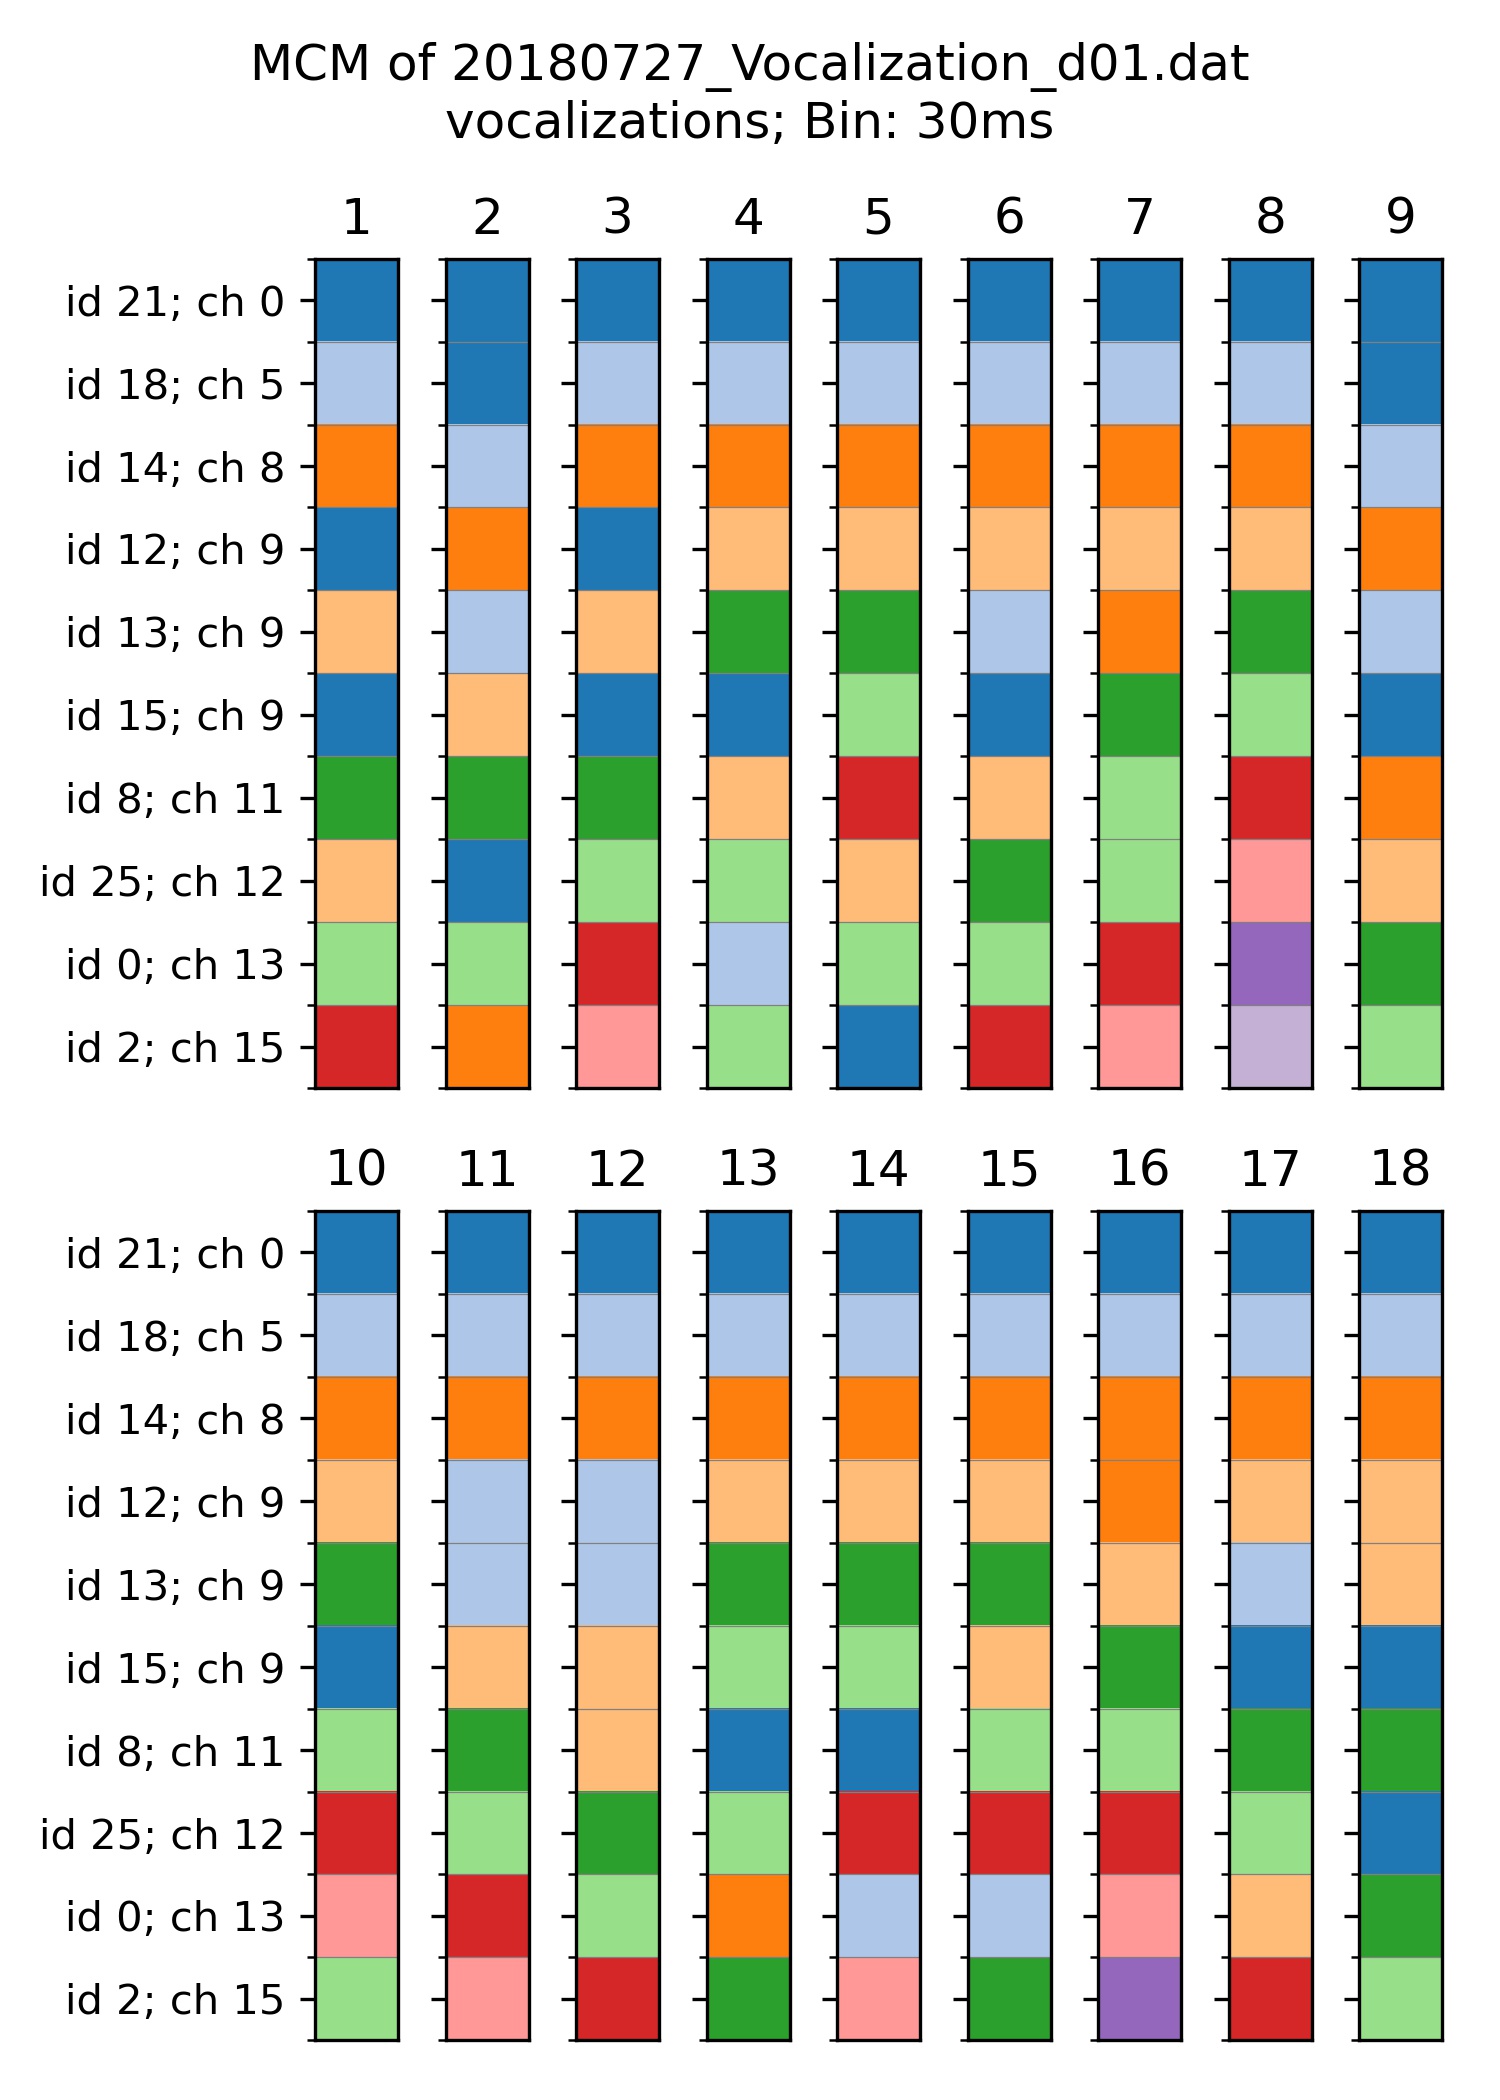 MCM of 20180727_Vocalization_d01.dat
vocalizations; Bin: 30ms
1 2 3 4 5 6 7 8 9
id 21; ch 0
id 18; ch 5
id 14; ch 8
id 12; ch 9
id 13; ch 9
id 15; ch 9
id 8; ch 11
id 25; ch 12
id 0; ch 13
id 2; ch 15
10 11 12 13 14 15 16 17 18
id 21; ch 0
id 18; ch 5
id 14; ch 8
id 12; ch 9
id 13; ch 9
id 15; ch 9
id 8; ch 11
id 25; ch 12
id 0; ch 13
id 2; ch 15